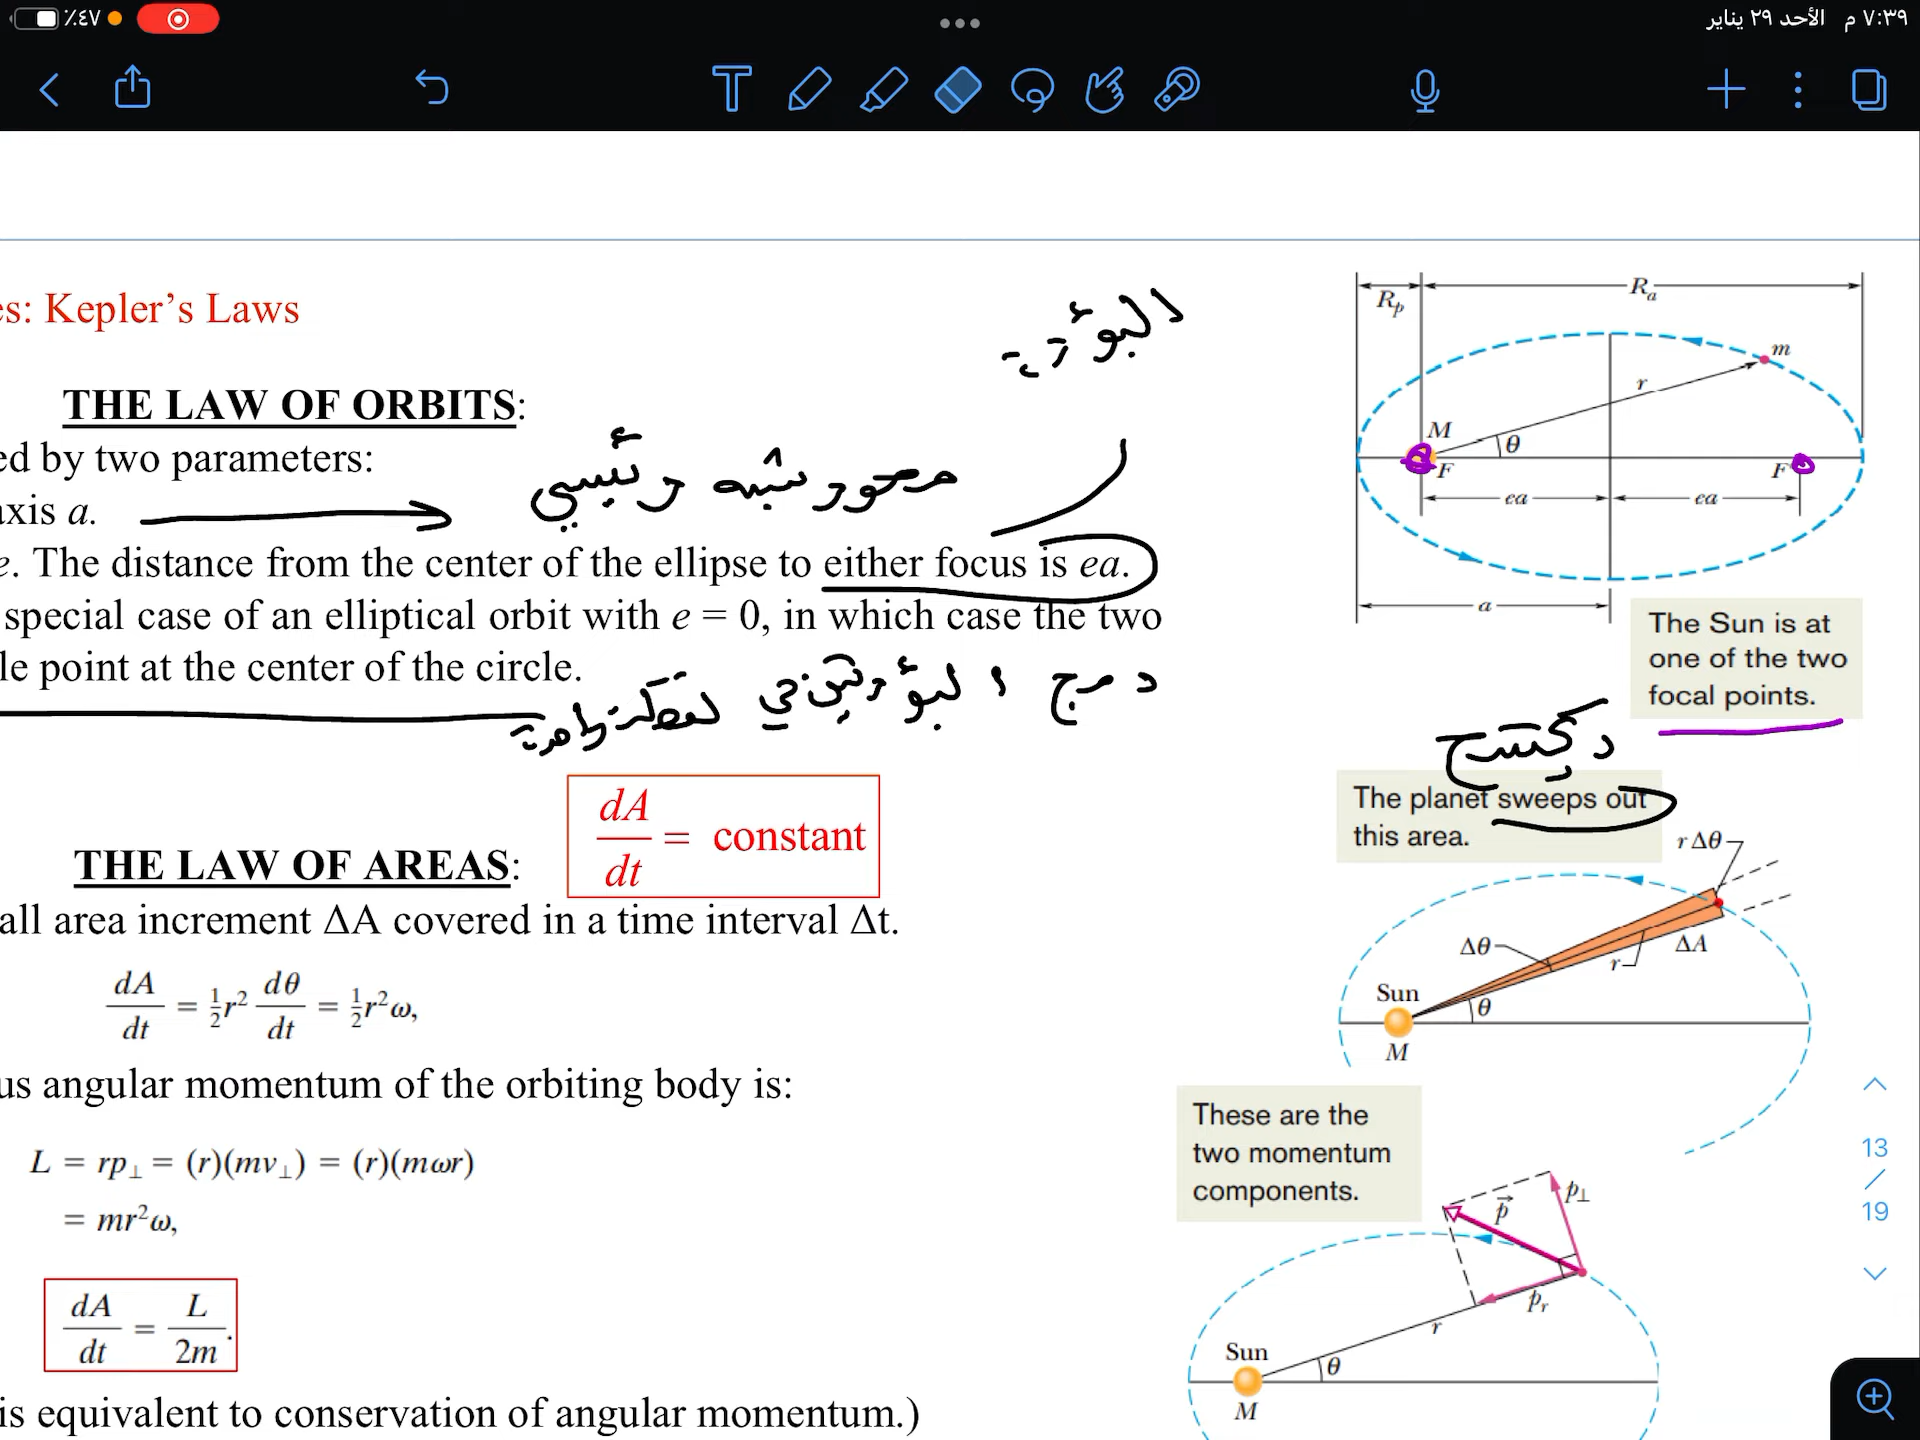 ٪٤٧
٧:٣٩ م الأحد ٢٩ يناير
es: Kepler’s Laws
البؤرة
THE LAW OF ORBITS:
ed by two parameters:
محور شبه رئيسي
axis a.
e. The distance from the center of the ellipse to either focus is ea.
special case of an elliptical orbit with e = 0, in which case the two
le point at the center of the circle.
دمج البؤرتين في لنقطة واحدة
dA/dt = constant
THE LAW OF AREAS:
all area increment ΔA covered in a time interval Δt.
dA/dt = ½r² dθ/dt = ½r²ω,
us angular momentum of the orbiting body is:
L = rp⊥ = (r)(mv⊥) = (r)(mωr)
= mr²ω,
dA/dt = L/2m.
is equivalent to conservation of angular momentum.)
Rp
Ra
m
r
M
θ
F
F
ea
ea
a
The Sun is at
one of the two
focal points.
The planet sweeps out
this area.
r Δθ
Δθ
r
ΔA
Sun
θ
M
These are the
two momentum
components.
p⊥
p⃗
pr
r
Sun
θ
M
13
/
19